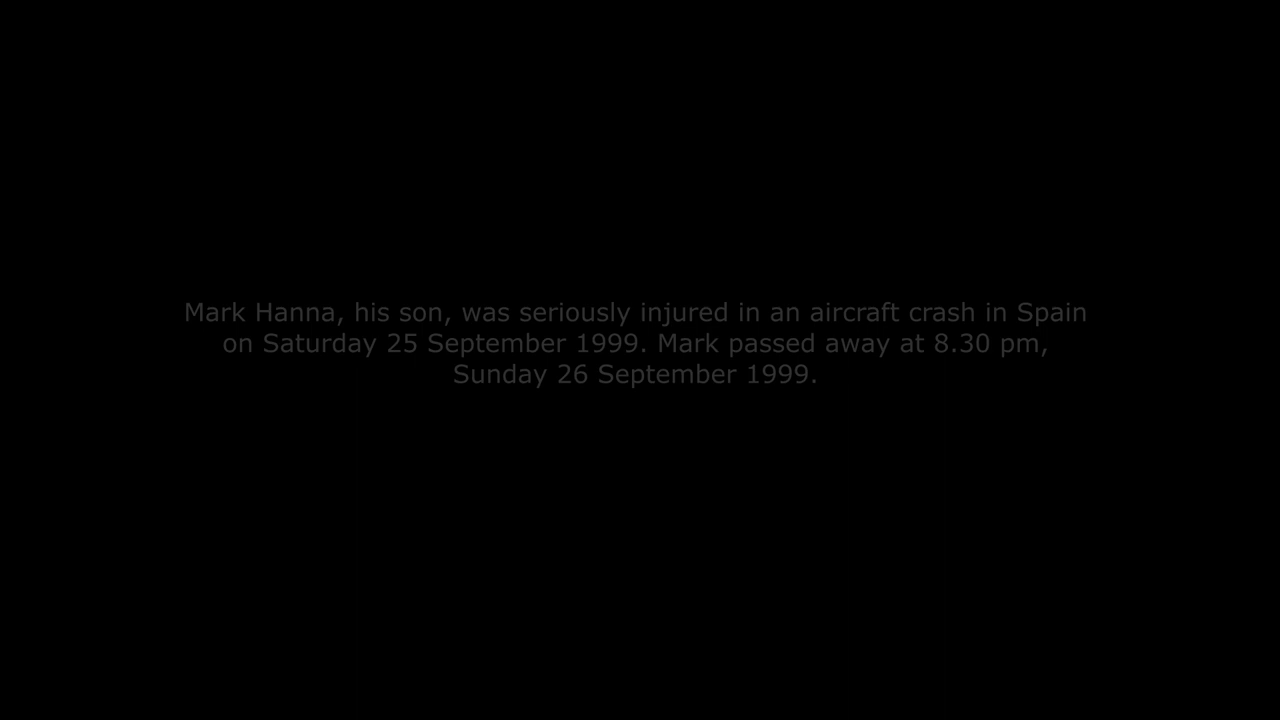 Mark Hanna, his son, was seriously injured in an aircraft crash in Spain
on Saturday 25 September 1999. Mark passed away at 8.30 pm,
Sunday 26 September 1999.